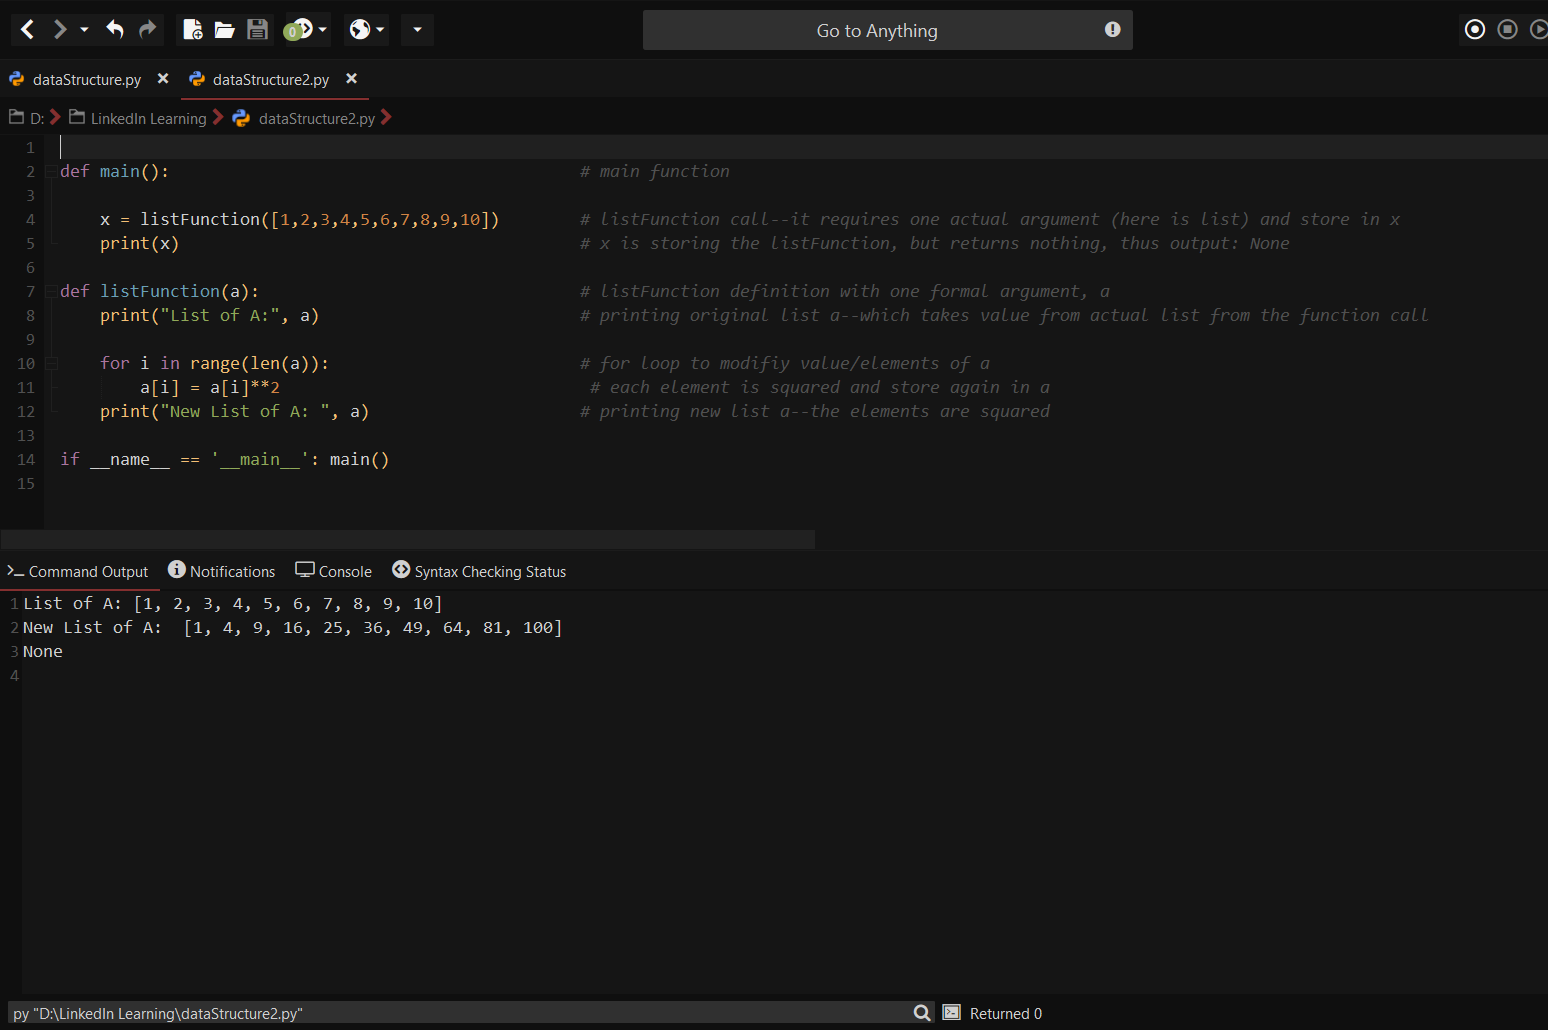 0
Go to Anything
dataStructure.py dataStructure2.py
D: LinkedIn Learning dataStructure2.py
1
2 def main(): # main function
3
4 x = listFunction([1,2,3,4,5,6,7,8,9,10]) # listFunction call--it requires one actual argument (here is list) and store in x
5 print(x) # x is storing the listFunction, but returns nothing, thus output: None
6
7 def listFunction(a): # listFunction definition with one formal argument, a
8 print("List of A:", a) # printing original list a--which takes value from actual list from the function call
9
10 for i in range(len(a)): # for loop to modifiy value/elements of a
11 a[i] = a[i]**2 # each element is squared and store again in a
12 print("New List of A: ", a) # printing new list a--the elements are squared
13
14 if __name__ == '__main__': main()
15
Command Output Notifications Console Syntax Checking Status
1 List of A: [1, 2, 3, 4, 5, 6, 7, 8, 9, 10]
2 New List of A:  [1, 4, 9, 16, 25, 36, 49, 64, 81, 100]
3 None
4
py "D:\LinkedIn Learning\dataStructure2.py" Returned 0